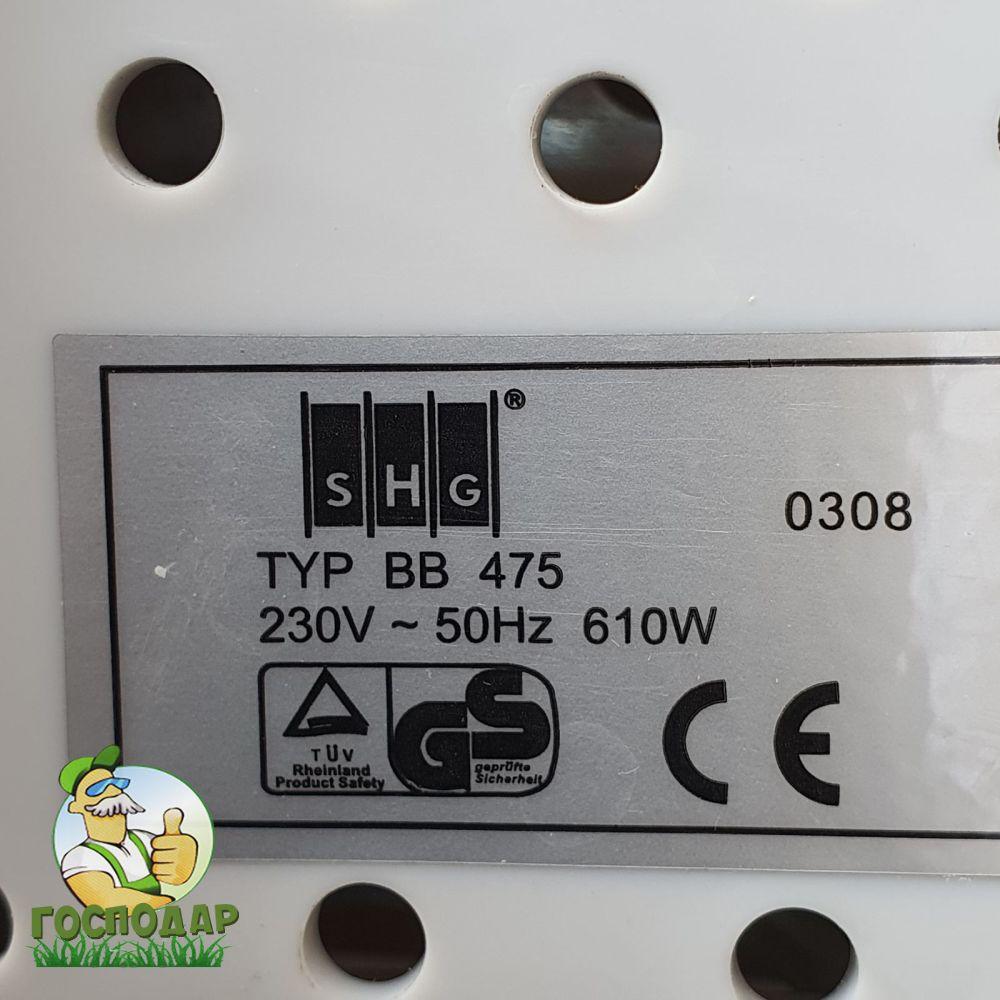 SHG®
0308
TYP BB 475
230V ~ 50Hz 610W
TÜV
Rheinland
Product Safety
GS
geprüfte
Sicherheit
CE
ГОСПОДАР